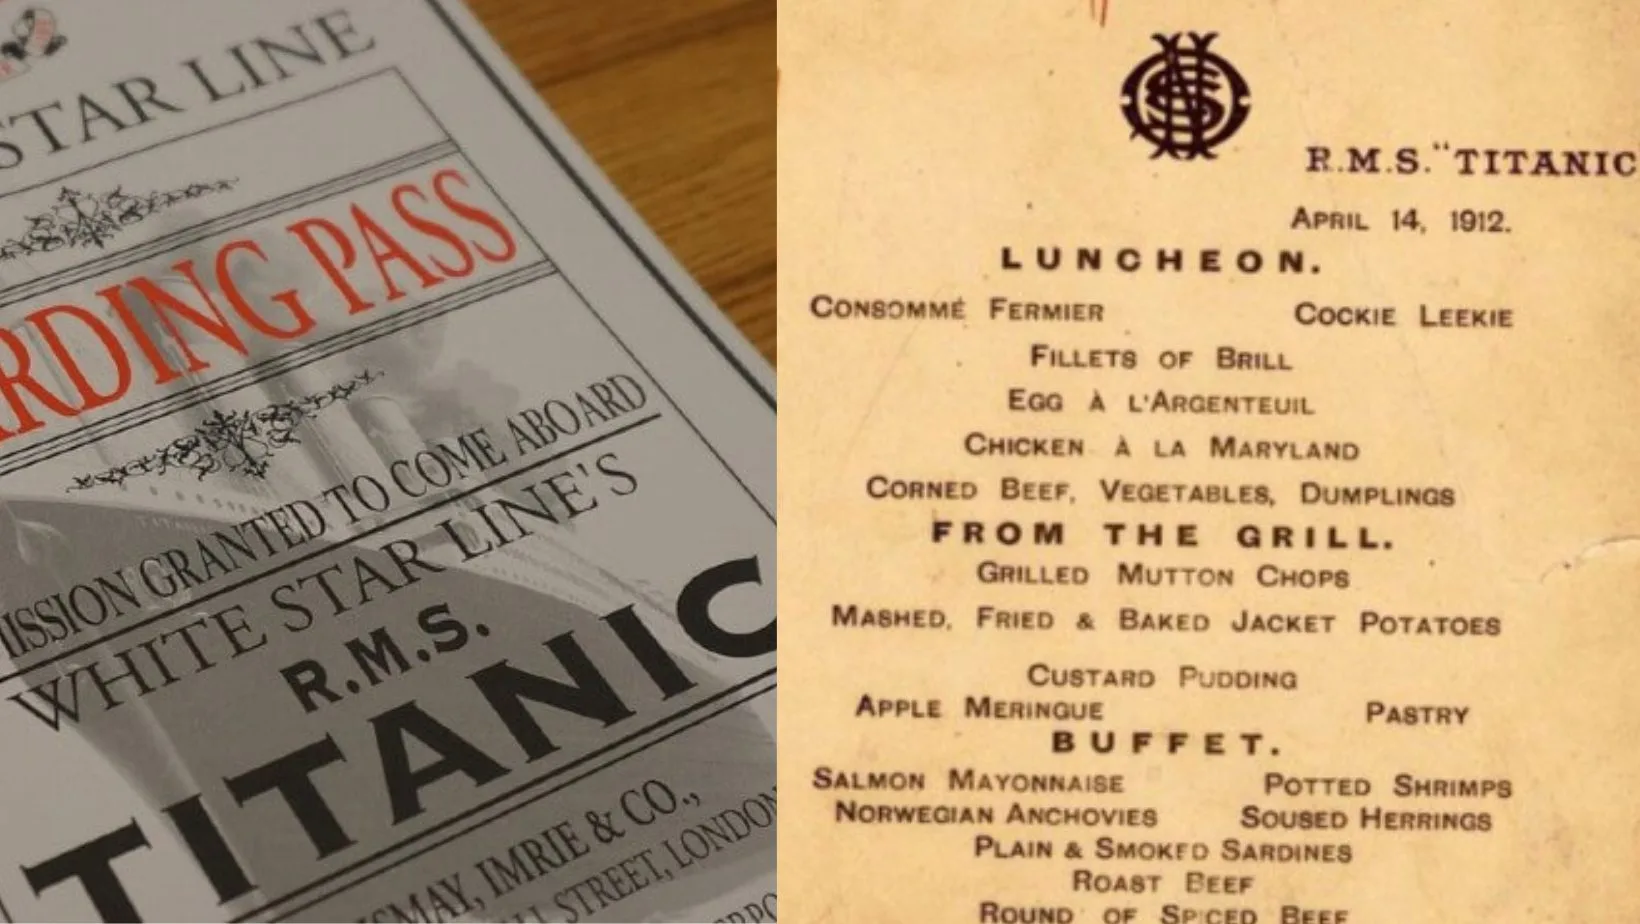 STAR LINE
RDING PASS
MISSION GRANTED TO COME ABOARD
WHITE STAR LINE'S
R.M.S.
TITANIC
ISMAY, IMRIE & CO.,
STREET, LONDON
R.M.S. "TITANIC
APRIL 14, 1912.
LUNCHEON.
CONSOMMÉ FERMIER COCKIE LEEKIE
FILLETS OF BRILL
EGG À L'ARGENTEUIL
CHICKEN À LA MARYLAND
CORNED BEEF, VEGETABLES, DUMPLINGS
FROM THE GRILL.
GRILLED MUTTON CHOPS
MASHED, FRIED & BAKED JACKET POTATOES
CUSTARD PUDDING
APPLE MERINGUE PASTRY
BUFFET.
SALMON MAYONNAISE POTTED SHRIMPS
NORWEGIAN ANCHOVIES SOUSED HERRINGS
PLAIN & SMOKED SARDINES
ROAST BEEF
ROUND OF SPICED BEEF